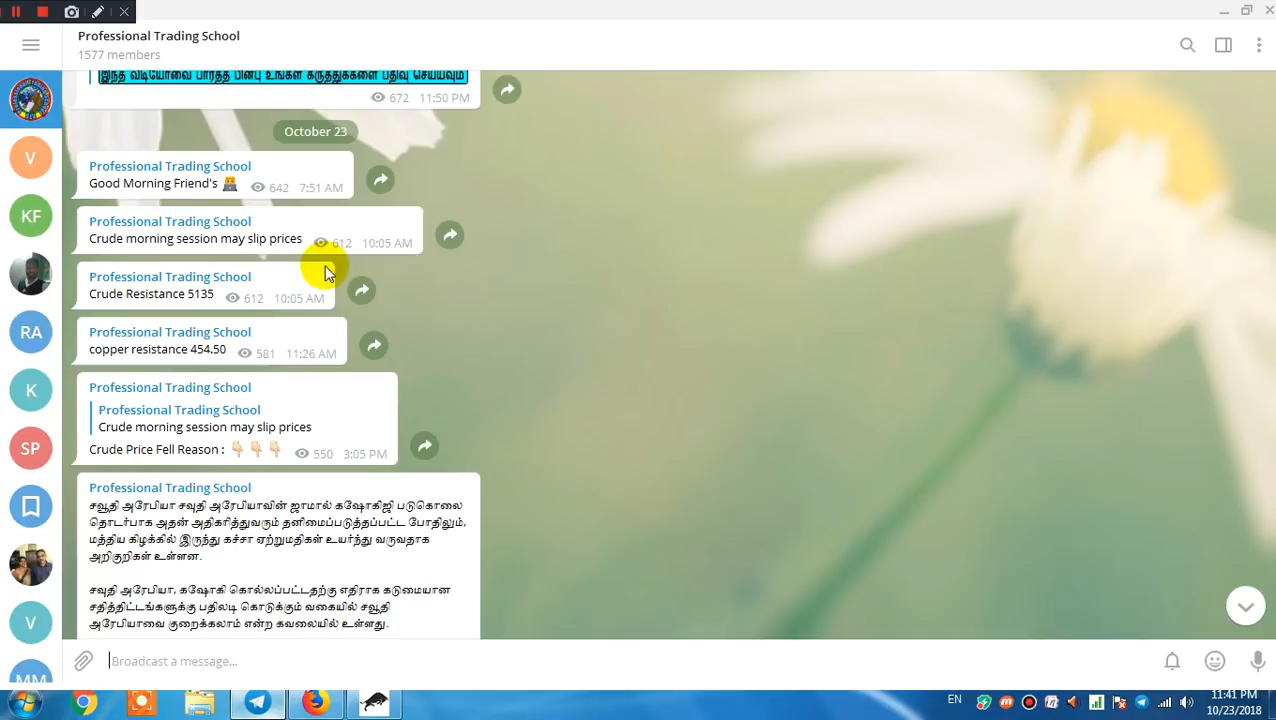 Professional Trading School
1577 members
இந்த வீடியோவை பார்த்த பின்பு உங்கள் கருத்துக்களை பதிவு செய்யவும்
672 11:50 PM
October 23
Professional Trading School
Good Morning Friend's 642 7:51 AM
Professional Trading School
Crude morning session may slip prices 612 10:05 AM
Professional Trading School
Crude Resistance 5135 612 10:05 AM
Professional Trading School
copper resistance 454.50 581 11:26 AM
Professional Trading School
Professional Trading School
Crude morning session may slip prices
Crude Price Fell Reason : 👇🏻 👇🏻 👇🏻 550 3:05 PM
Professional Trading School
சவூதி அரேபியா சவுதி அரேபியாவின் ஜாமால் கஷோகிஜி படுகொலை
தொடர்பாக அதன் அதிகரித்துவரும் தனிமைப்படுத்தப்பட்ட போதிலும்,
மத்திய கிழக்கில் இருந்து கச்சா ஏற்றுமதிகள் உயர்ந்து வருவதாக
அறிகுறிகள் உள்ளன.
சவுதி அரேபியா, கஷோகி கொல்லப்பட்டதற்கு எதிராக கடுமையான
சதித்திட்டங்களுக்கு பதிலடி கொடுக்கும் வகையில் சவூதி
அரேபியாவை குறைக்கலாம் என்ற கவலையில் உள்ளது.
V
KF
RA
K
SP
V
MM
Broadcast a message...
EN
11:41 PM
10/23/2018